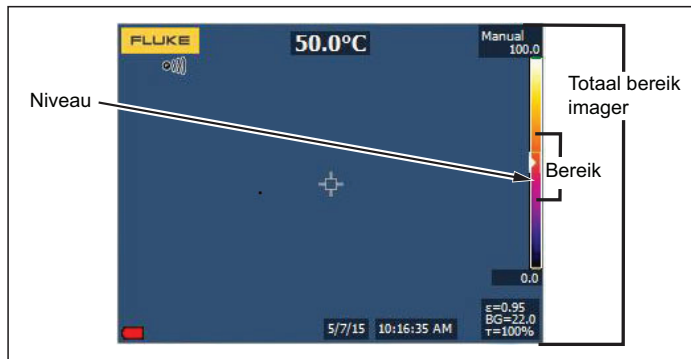 FLUKE
50.0°C
Manual
100.0
Niveau
Totaal bereik
imager
Bereik
0.0
ε=0.95
BG=22.0
τ=100%
5/7/15 10:16:35 AM